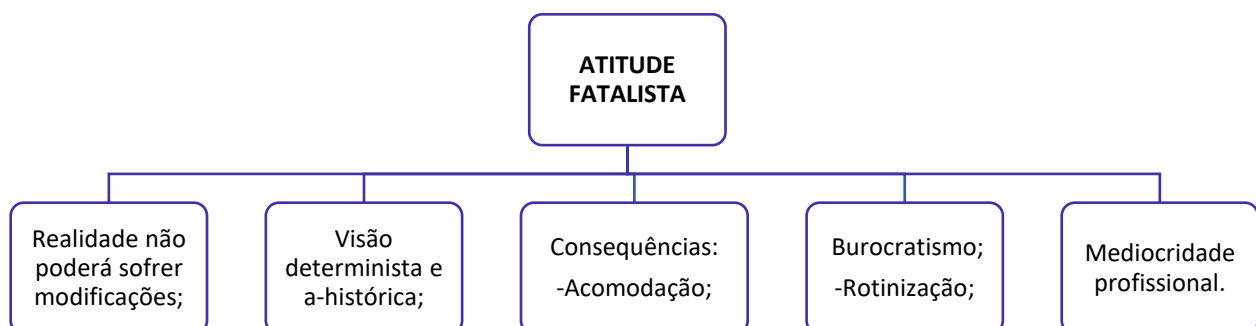 ATITUDE
FATALISTA
Realidade não
poderá sofrer
modificações;
Visão
determinista e
a-histórica;
Consequências:
-Acomodação;
Burocratismo;
-Rotinização;
Mediocridade
profissional.